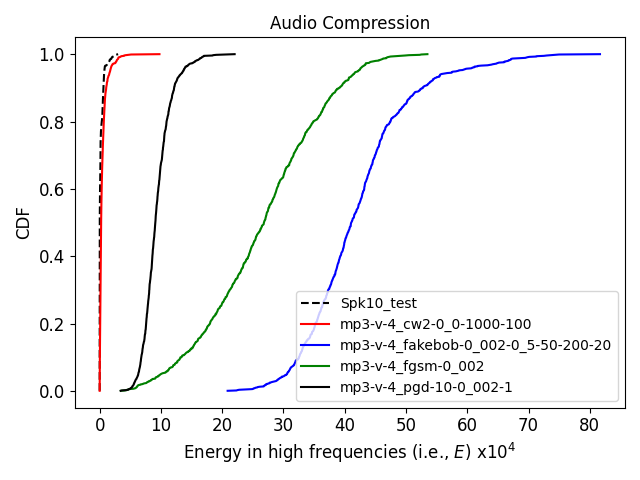 Audio Compression
1.0
0.8
0.6
0.4
0.2
0.0
CDF
Spk10_test
mp3-v-4_cw2-0_0-1000-100
mp3-v-4_fakebob-0_002-0_5-50-200-20
mp3-v-4_fgsm-0_002
mp3-v-4_pgd-10-0_002-1
0 10 20 30 40 50 60 70 80
Energy in high frequencies (i.e., E) x10⁴